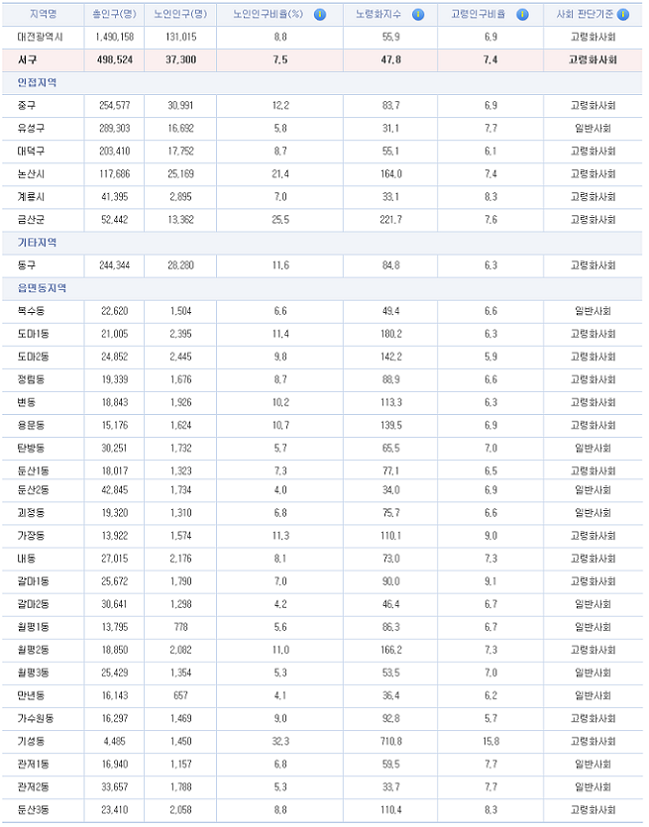 지역명 총인구(명) 노인인구(명) 노인인구비율(%) 노령화지수 고령인구비율 사회 판단기준
대전광역시 1,490,158 131,015 8.8 55.9 6.9 고령화사회
서구 498,524 37,300 7.5 47.8 7.4 고령화사회
인접지역
중구 254,577 30,991 12.2 83.7 6.9 고령화사회
유성구 289,303 16,692 5.8 31.1 7.7 일반사회
대덕구 203,410 17,752 8.7 55.1 6.1 고령화사회
논산시 117,686 25,169 21.4 164.0 7.4 고령화사회
계룡시 41,395 2,895 7.0 33.1 8.3 고령화사회
금산군 52,442 13,362 25.5 221.7 7.6 고령화사회
기타지역
동구 244,344 28,280 11.6 84.8 6.3 고령화사회
읍면동지역
복수동 22,620 1,504 6.6 49.4 6.6 일반사회
도마1동 21,005 2,395 11.4 180.2 6.3 고령화사회
도마2동 24,852 2,445 9.8 142.2 5.9 고령화사회
정림동 19,339 1,676 8.7 88.9 6.6 고령화사회
변동 18,843 1,926 10.2 113.3 6.3 고령화사회
용문동 15,176 1,624 10.7 139.5 6.9 고령화사회
탄방동 30,251 1,732 5.7 65.5 7.0 일반사회
둔산1동 18,017 1,323 7.3 77.1 6.5 고령화사회
둔산2동 42,845 1,734 4.0 34.0 6.9 일반사회
괴정동 19,320 1,310 6.8 75.7 6.6 일반사회
가장동 13,922 1,574 11.3 110.1 9.0 고령화사회
내동 27,015 2,176 8.1 73.0 7.3 고령화사회
갈마1동 25,672 1,790 7.0 90.0 9.1 고령화사회
갈마2동 30,641 1,298 4.2 46.4 6.7 일반사회
월평1동 13,795 778 5.6 86.3 6.7 일반사회
월평2동 18,850 2,082 11.0 166.2 7.3 고령화사회
월평3동 25,429 1,354 5.3 53.5 7.0 일반사회
만년동 16,143 657 4.1 36.4 6.2 일반사회
가수원동 16,297 1,469 9.0 92.8 5.7 고령화사회
기성동 4,485 1,450 32.3 710.8 15.8 고령화사회
관저1동 16,940 1,157 6.8 59.5 7.7 일반사회
관저2동 33,657 1,788 5.3 33.7 7.7 일반사회
둔산3동 23,410 2,058 8.8 110.4 8.3 고령화사회